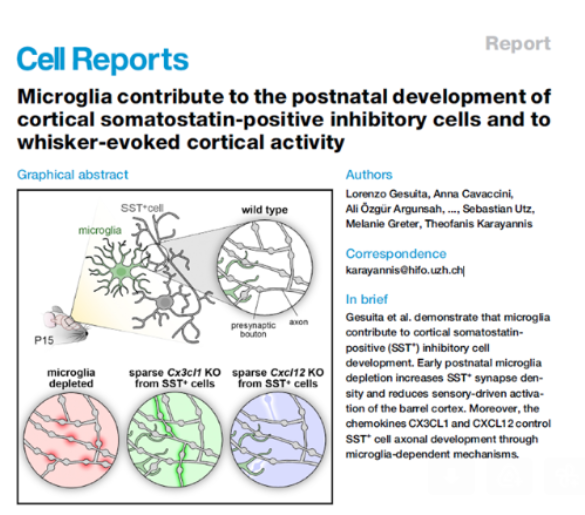 Report
Cell Reports
Microglia contribute to the postnatal development of
cortical somatostatin-positive inhibitory cells and to
whisker-evoked cortical activity
Graphical abstract
SST⁺cell
wild type
microglia
presynaptic
bouton
axon
P15
microglia
depleted
sparse Cx3cl1 KO
from SST⁺ cells
sparse Cxcl12 KO
from SST⁺ cells
Authors
Lorenzo Gesuita, Anna Cavaccini,
Ali Özgür Argunsah, ..., Sebastian Utz,
Melanie Greter, Theofanis Karayannis
Correspondence
karayannis@hifo.uzh.ch
In brief
Gesuita et al. demonstrate that microglia
contribute to cortical somatostatin-
positive (SST⁺) inhibitory cell
development. Early postnatal microglia
depletion increases SST⁺ synapse den-
sity and reduces sensory-driven activa-
tion of the barrel cortex. Moreover, the
chemokines CX3CL1 and CXCL12 control
SST⁺ cell axonal development through
microglia-dependent mechanisms.